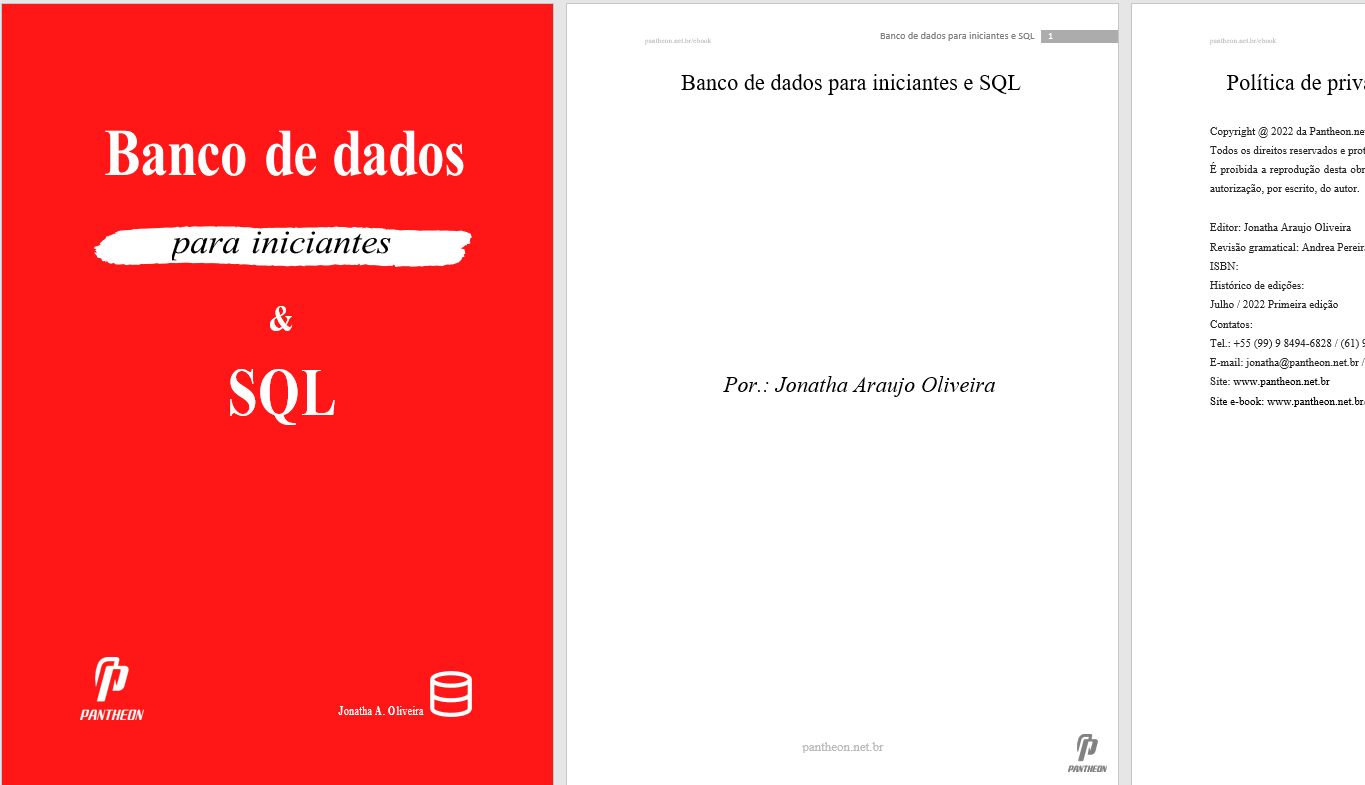 Banco de dados
para iniciantes
&
SQL
PANTHEON
Jonatha A. Oliveira
pantheon.net.br/ebook
Banco de dados para iniciantes e SQL 1
Banco de dados para iniciantes e SQL
Por.: Jonatha Araujo Oliveira
pantheon.net.br
PANTHEON
pantheon.net.br/ebook
Política de priva
Copyright @ 2022 da Pantheon.ne
Todos os direitos reservados e prot
É proibida a reprodução desta obr
autorização, por escrito, do autor.
Editor: Jonatha Araujo Oliveira
Revisão gramatical: Andrea Pereir
ISBN:
Histórico de edições:
Julho / 2022 Primeira edição
Contatos:
Tel.: +55 (99) 9 8494-6828 / (61) 9
E-mail: jonatha@pantheon.net.br /
Site: www.pantheon.net.br
Site e-book: www.pantheon.net.br/